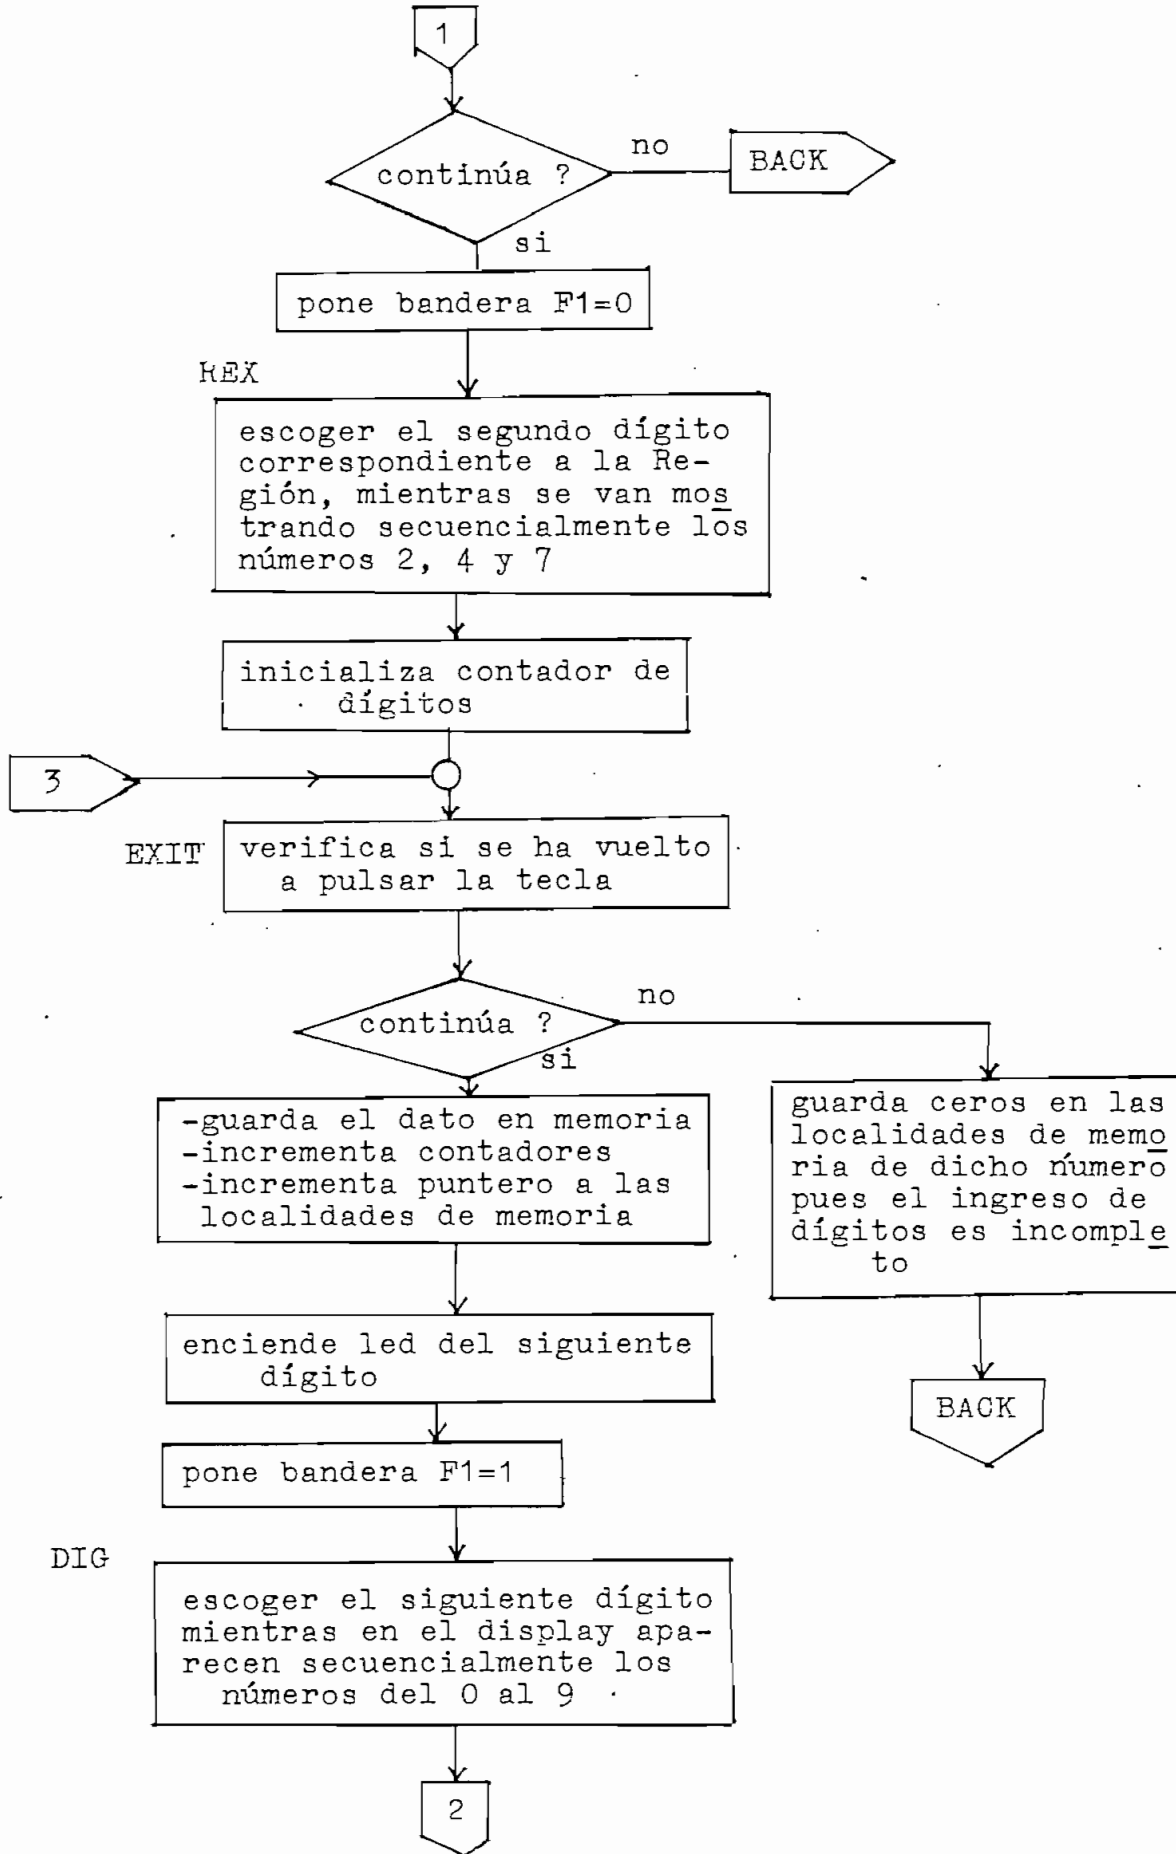 1
continúa ?
no
BACK
si
pone bandera F1=0
REX
escoger el segundo dígito
correspondiente a la Re-
gión, mientras se van mos
trando secuencialmente los
números 2, 4 y 7
inicializa contador de
dígitos
3
EXIT
verifica si se ha vuelto
a pulsar la tecla
continúa ?
no
si
-guarda el dato en memoria
-incrementa contadores
-incrementa puntero a las
localidades de memoria
guarda ceros en las
localidades de memo
ria de dicho número
pues el ingreso de
dígitos es incomple
to
enciende led del siguiente
dígito
BACK
pone bandera F1=1
DIG
escoger el siguiente dígito
mientras en el display apa-
recen secuencialmente los
números del 0 al 9
2